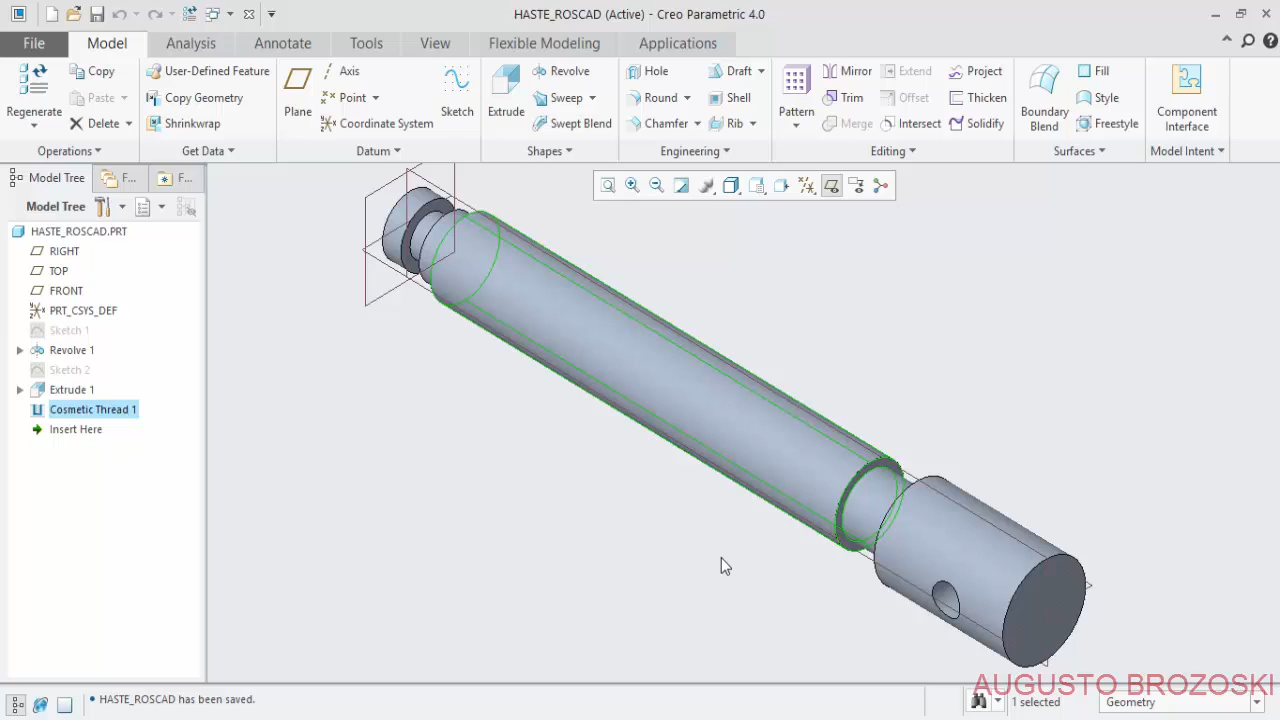 HASTE_ROSCAD (Active) - Creo Parametric 4.0
File Model Analysis Annotate Tools View Flexible Modeling Applications
Regenerate
Copy
Paste
Delete
Operations
User-Defined Feature
Copy Geometry
Shrinkwrap
Get Data
Plane
Axis
Point
Coordinate System
Sketch
Datum
Extrude
Revolve
Sweep
Swept Blend
Shapes
Hole
Round
Chamfer
Draft
Shell
Rib
Engineering
Pattern
Mirror
Trim
Merge
Extend
Offset
Intersect
Project
Thicken
Solidify
Editing
Boundary
Blend
Fill
Style
Freestyle
Surfaces
Component
Interface
Model Intent
Model Tree F... F...
Model Tree
HASTE_ROSCAD.PRT
RIGHT
TOP
FRONT
PRT_CSYS_DEF
Sketch 1
Revolve 1
Sketch 2
Extrude 1
Cosmetic Thread 1
Insert Here
• HASTE_ROSCAD has been saved.
1 selected
Geometry
AUGUSTO BROZOSKI